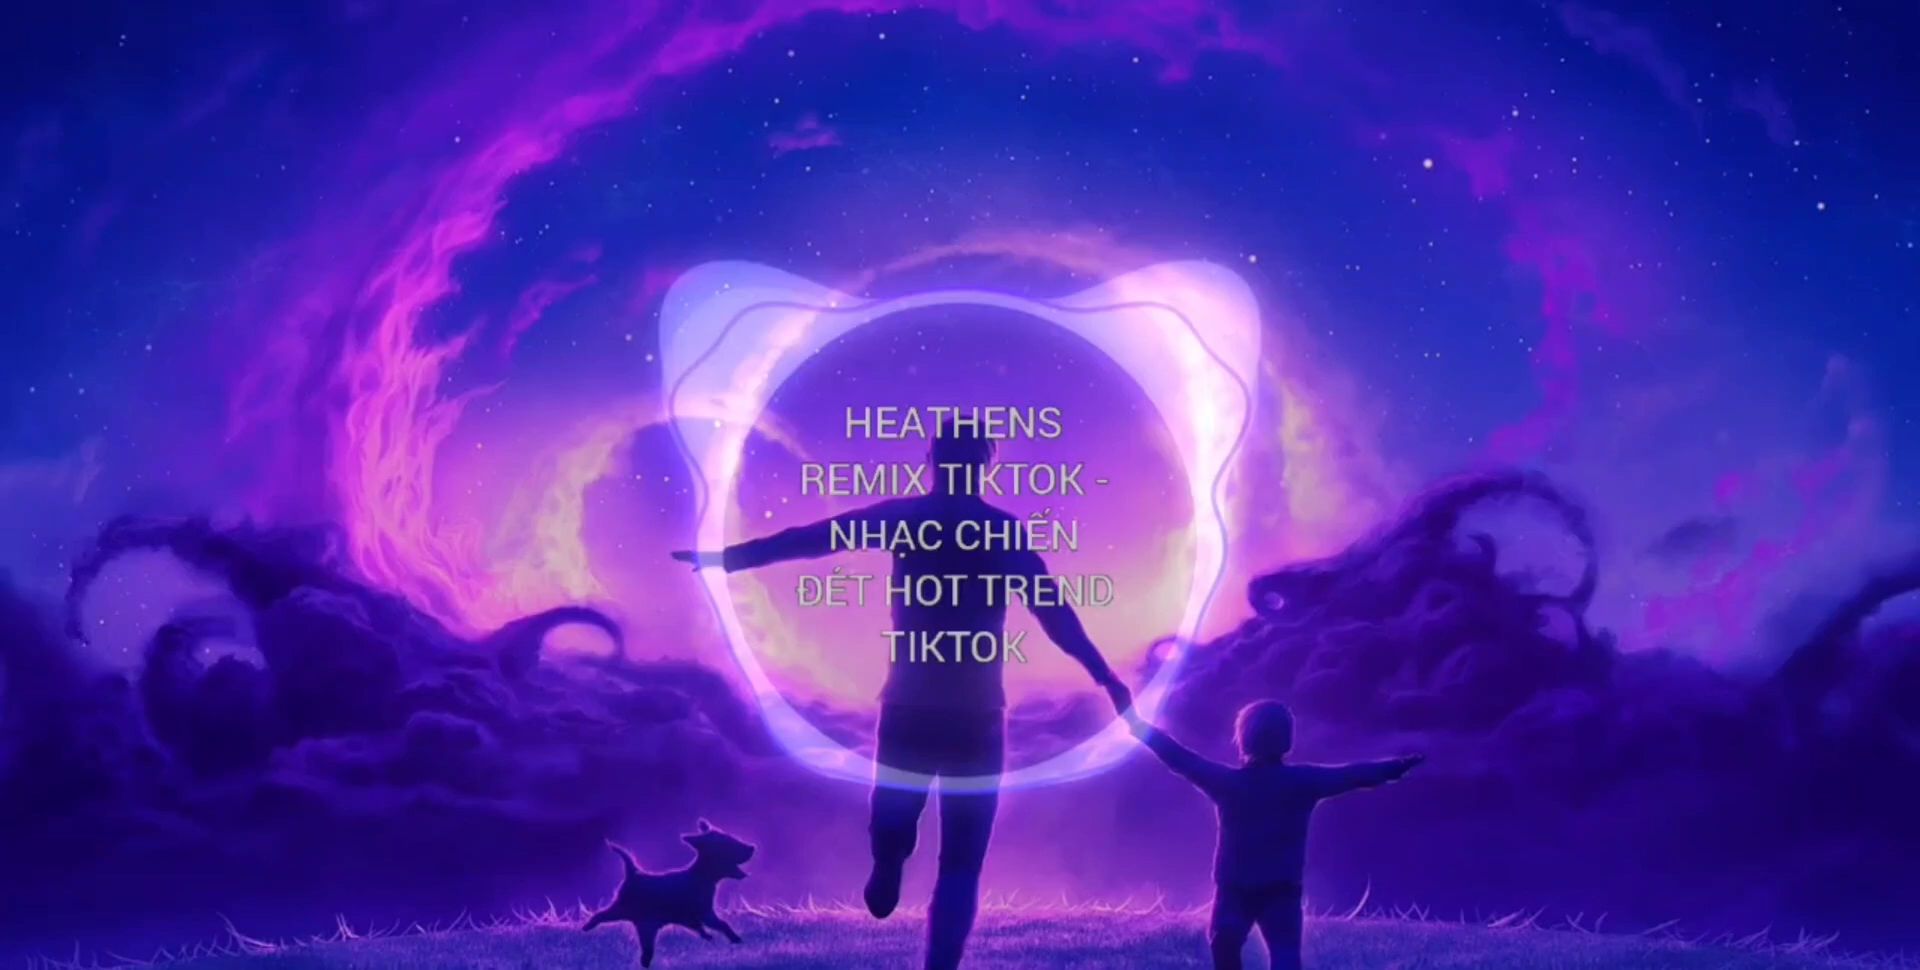 HEATHENS
REMIX TIKTOK -
NHẠC CHIẾN
ĐÉT HOT TREND
TIKTOK